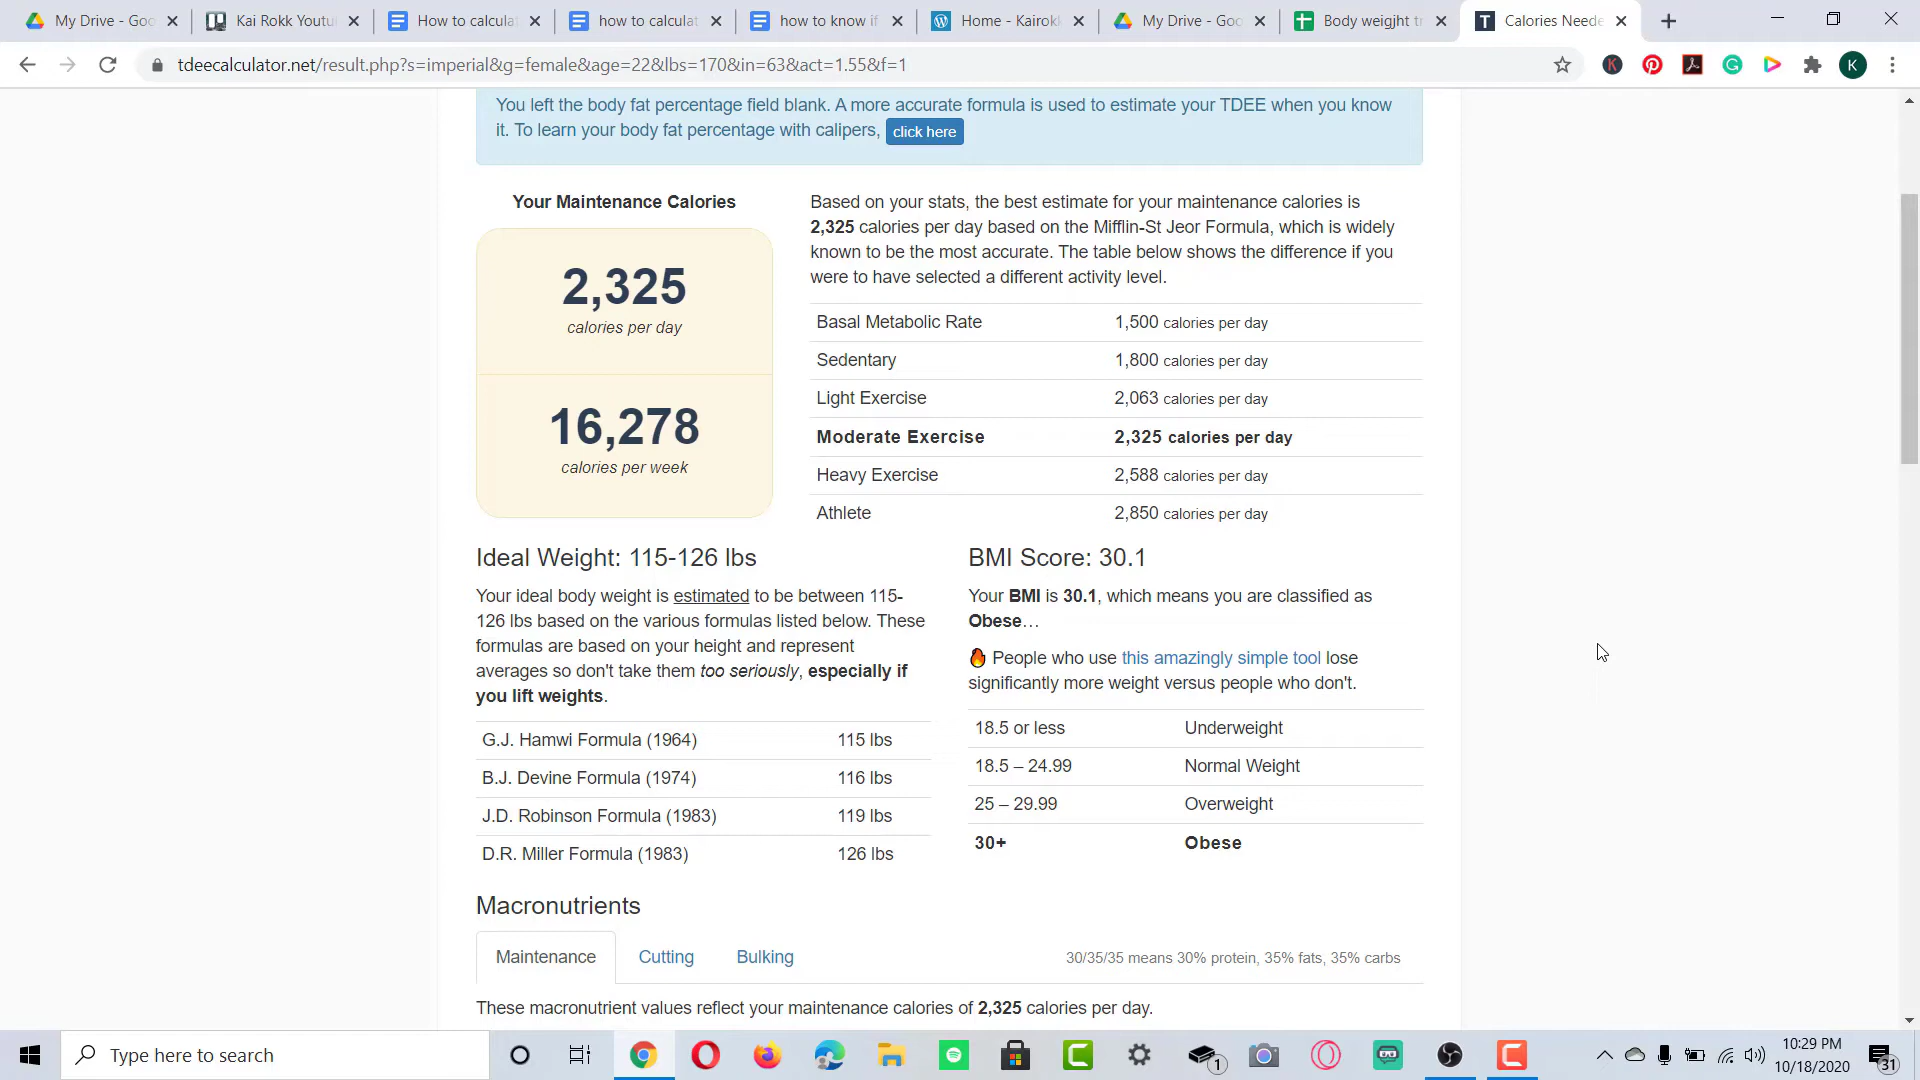 My Drive - Goo
Kai Rokk Youtu
How to calculat
how to calculat
how to know if
Home - Kairokk
My Drive - Goo
Body weigjht tr
Calories Neede
tdeecalculator.net/result.php?s=imperial&g=female&age=22&lbs=170&in=63&act=1.55&f=1
K
You left the body fat percentage field blank. A more accurate formula is used to estimate your TDEE when you know
it. To learn your body fat percentage with calipers, click here
Your Maintenance Calories
2,325
calories per day
16,278
calories per week
Based on your stats, the best estimate for your maintenance calories is
2,325 calories per day based on the Mifflin-St Jeor Formula, which is widely
known to be the most accurate. The table below shows the difference if you
were to have selected a different activity level.
Basal Metabolic Rate 1,500 calories per day
Sedentary 1,800 calories per day
Light Exercise 2,063 calories per day
Moderate Exercise 2,325 calories per day
Heavy Exercise 2,588 calories per day
Athlete 2,850 calories per day
Ideal Weight: 115-126 lbs
Your ideal body weight is estimated to be between 115-
126 lbs based on the various formulas listed below. These
formulas are based on your height and represent
averages so don't take them too seriously, especially if
you lift weights.
G.J. Hamwi Formula (1964) 115 lbs
B.J. Devine Formula (1974) 116 lbs
J.D. Robinson Formula (1983) 119 lbs
D.R. Miller Formula (1983) 126 lbs
BMI Score: 30.1
Your BMI is 30.1, which means you are classified as
Obese…
🔥 People who use this amazingly simple tool lose
significantly more weight versus people who don't.
18.5 or less Underweight
18.5 – 24.99 Normal Weight
25 – 29.99 Overweight
30+ Obese
Macronutrients
Maintenance Cutting Bulking 30/35/35 means 30% protein, 35% fats, 35% carbs
These macronutrient values reflect your maintenance calories of 2,325 calories per day.
Type here to search
1
10:29 PM
10/18/2020
31